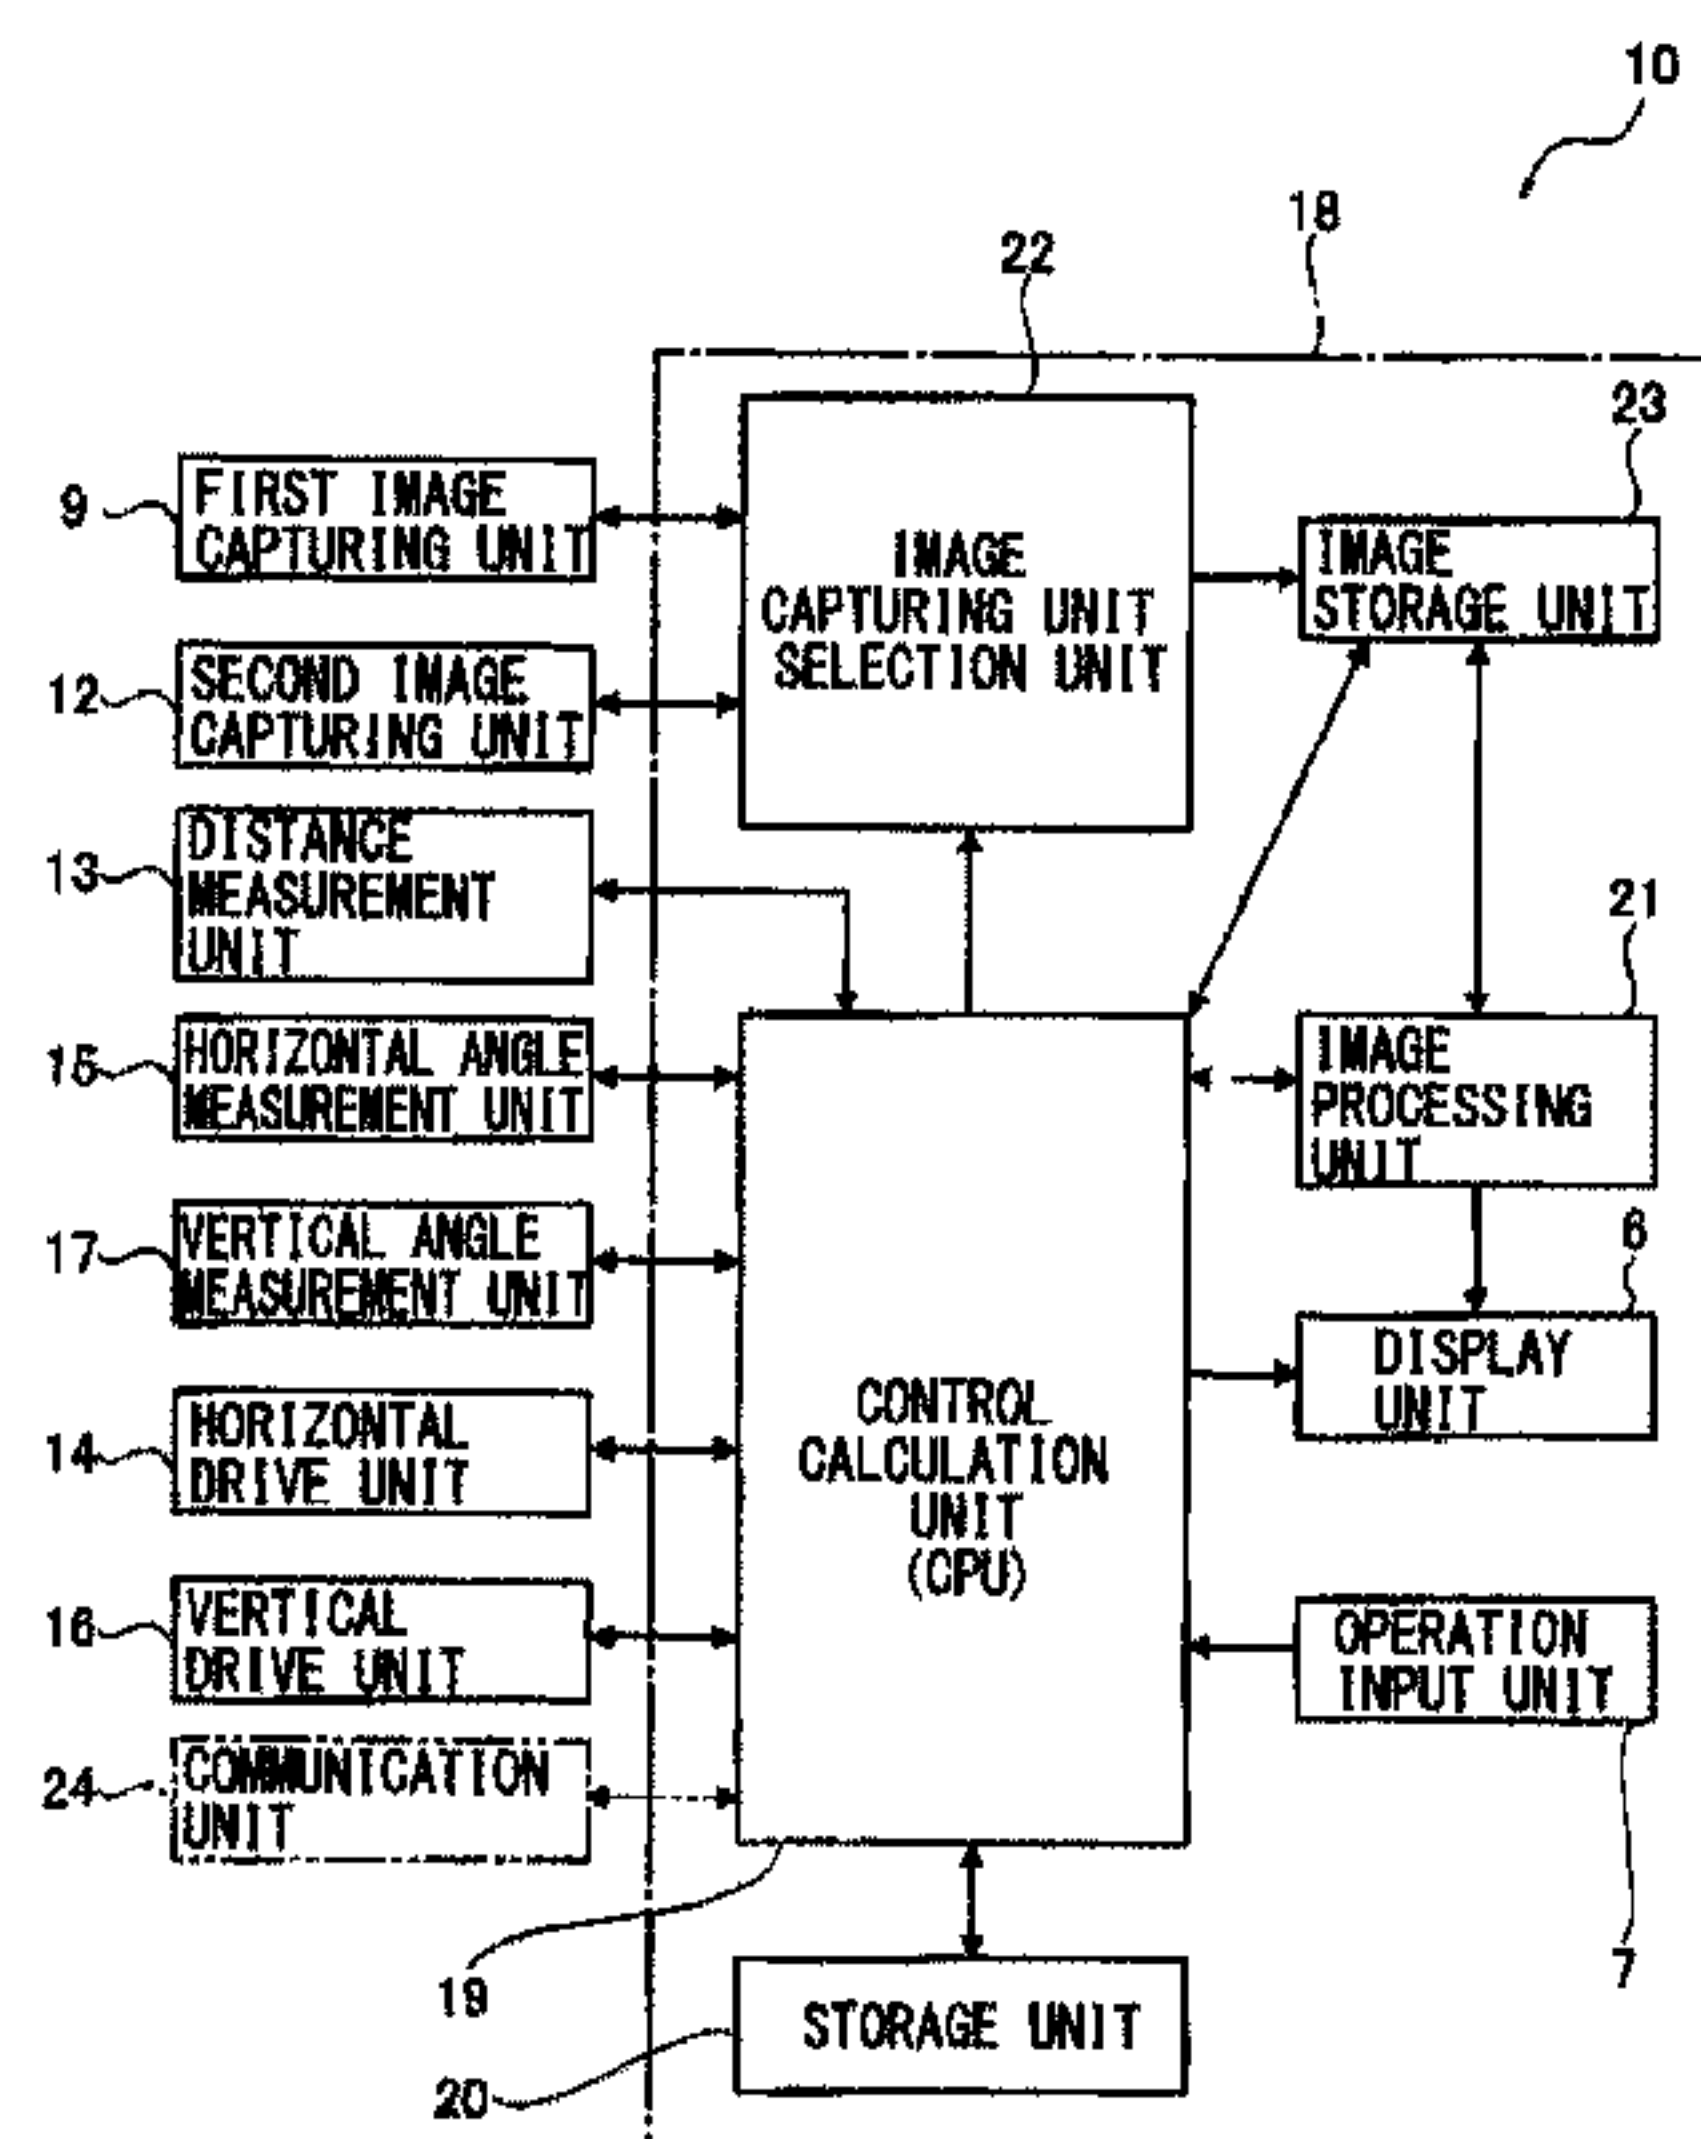 10
18
22
23
9
FIRST IMAGE
CAPTURING UNIT
IMAGE
CAPTURING UNIT
SELECTION UNIT
IMAGE
STORAGE UNIT
12
SECOND IMAGE
CAPTURING UNIT
13
DISTANCE
MEASUREMENT
UNIT
21
15
HORIZONTAL ANGLE
MEASUREMENT UNIT
IMAGE
PROCESSING
UNIT
17
VERTICAL ANGLE
MEASUREMENT UNIT
6
DISPLAY
UNIT
14
HORIZONTAL
DRIVE UNIT
CONTROL
CALCULATION
UNIT
(CPU)
16
VERTICAL
DRIVE UNIT
OPERATION
INPUT UNIT
24
COMMUNICATION
UNIT
7
19
STORAGE UNIT
20